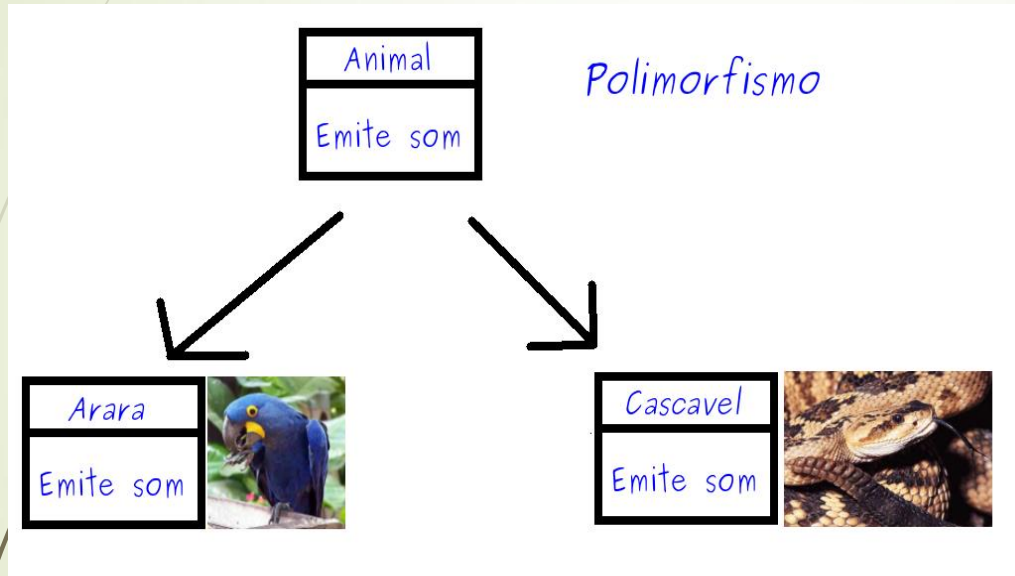 Animal
Polimorfismo
Emite som
Arara
Cascavel
Emite som
Emite som